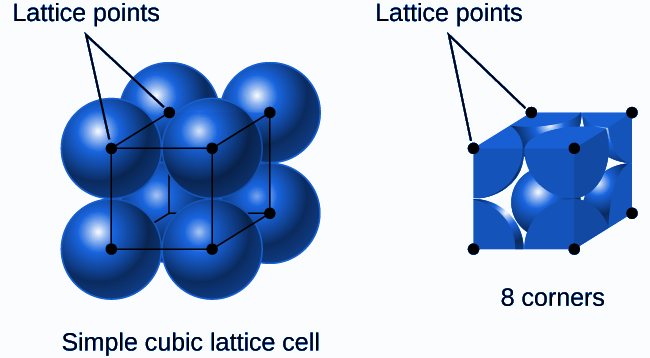 Lattice points
Lattice points
8 corners
Simple cubic lattice cell